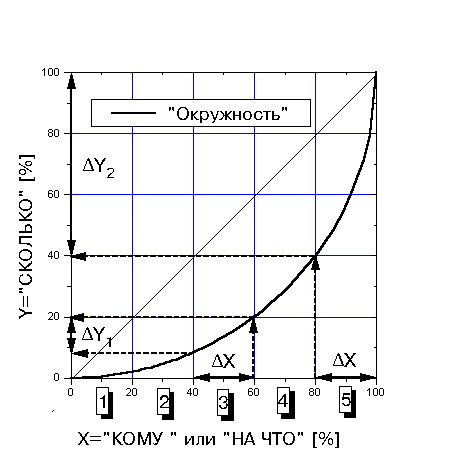 100
80
60
40
20
0
"Окружность"
ΔY2
ΔY1
ΔX
ΔX
0
20
40
60
80
100
1
2
3
4
5
Y="СКОЛЬКО" [%]
X="КОМУ " или "НА ЧТО" [%]